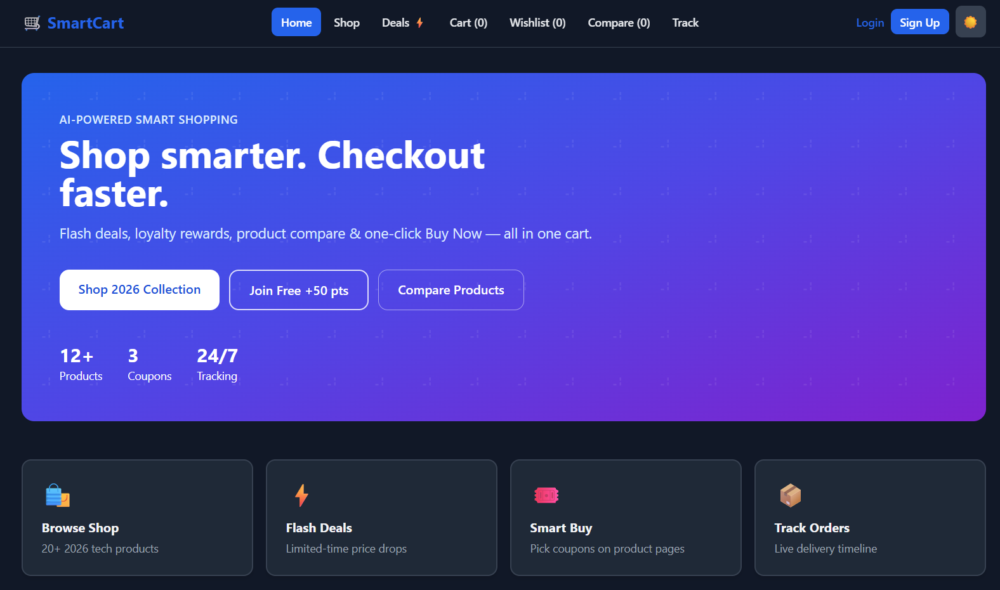 SmartCart
Home
Shop
Deals
Cart (0)
Wishlist (0)
Compare (0)
Track
Login
Sign Up
AI-POWERED SMART SHOPPING
Shop smarter. Checkout
faster.
Flash deals, loyalty rewards, product compare & one-click Buy Now — all in one cart.
Shop 2026 Collection
Join Free +50 pts
Compare Products
12+
Products
3
Coupons
24/7
Tracking
Browse Shop
20+ 2026 tech products
Flash Deals
Limited-time price drops
Smart Buy
Pick coupons on product pages
Track Orders
Live delivery timeline